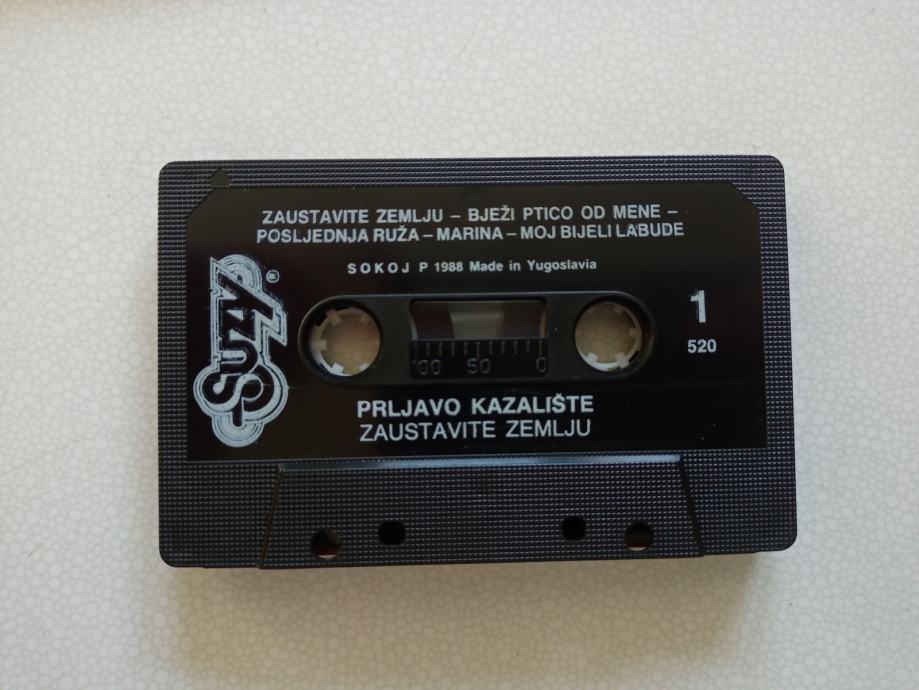 ZAUSTAVITE ZEMLJU – BJEŽI PTICO OD MENE –
POSLJEDNJA RUŽA – MARINA – MOJ BIJELI LABUDE
SOKOJ P 1988 Made in Yugoslavia
SUZY ®
1
520
100 50 0
PRLJAVO KAZALIŠTE
ZAUSTAVITE ZEMLJU